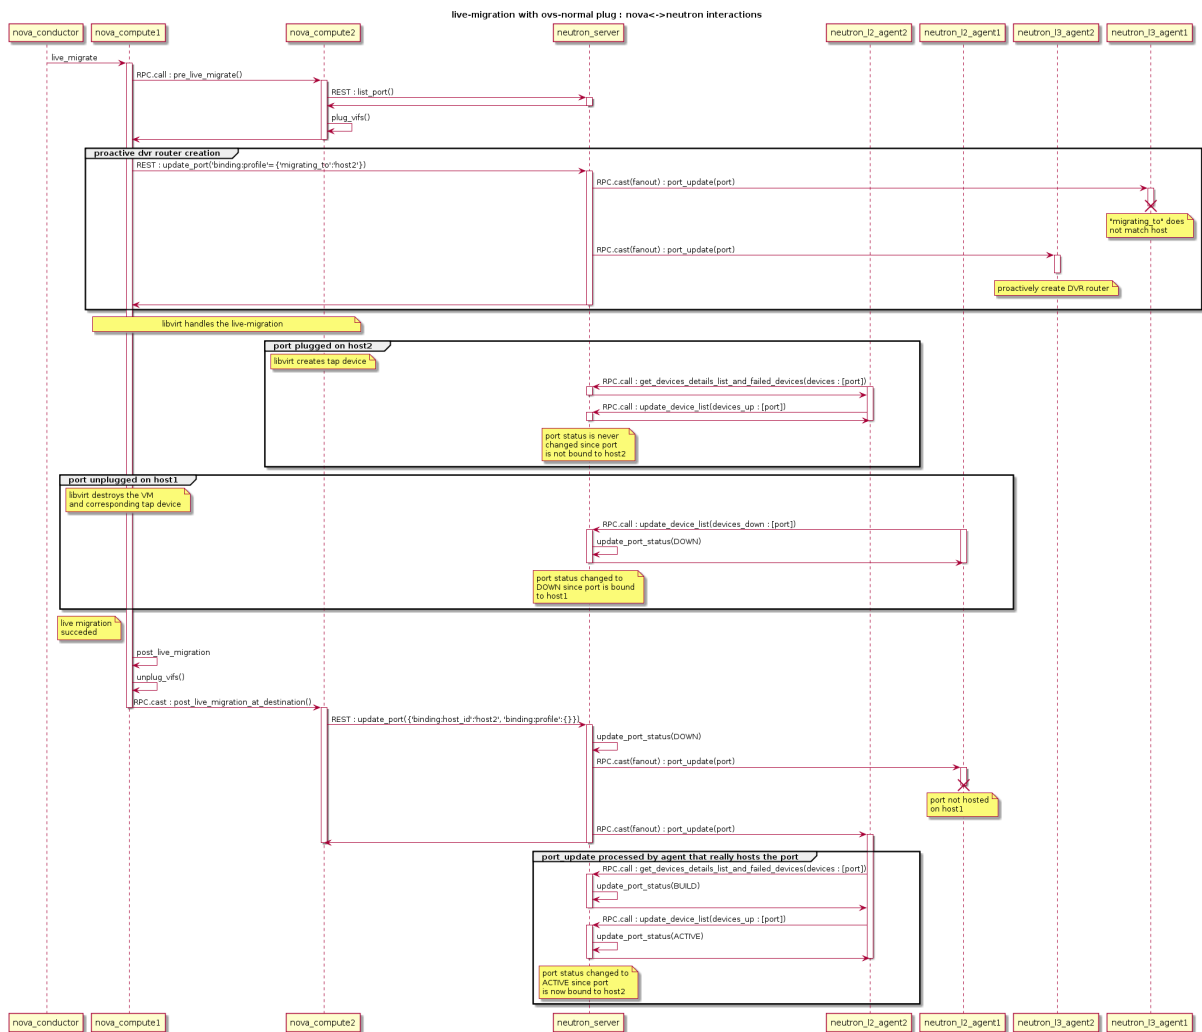 live-migration with ovs-normal plug : nova<->neutron interactions
nova_conductor
nova_compute1
nova_compute2
neutron_server
neutron_l2_agent2
neutron_l2_agent1
neutron_l3_agent2
neutron_l3_agent1
live_migrate
RPC.call : pre_live_migrate()
REST : list_port()
plug_vifs()
proactive dvr router creation
REST : update_port('binding:profile'= {'migrating_to':'host2'})
RPC.cast(fanout) : port_update(port)
"migrating_to" does
not match host
RPC.cast(fanout) : port_update(port)
proactively create DVR router
libvirt handles the live-migration
port plugged on host2
libvirt creates tap device
RPC.call : get_devices_details_list_and_failed_devices(devices : [port])
RPC.call : update_device_list(devices_up : [port])
port status is never
changed since port
is not bound to host2
port unplugged on host1
libvirt destroys the VM
and corresponding tap device
RPC.call : update_device_list(devices_down : [port])
update_port_status(DOWN)
port status changed to
DOWN since port is bound
to host1
live migration
succeded
post_live_migration
unplug_vifs()
RPC.cast : post_live_migration_at_destination()
REST : update_port({'binding:host_id':'host2', 'binding:profile':{}})
update_port_status(DOWN)
RPC.cast(fanout) : port_update(port)
port not hosted
on host1
RPC.cast(fanout) : port_update(port)
port_update processed by agent that really hosts the port
RPC.call : get_devices_details_list_and_failed_devices(devices : [port])
update_port_status(BUILD)
RPC.call : update_device_list(devices_up : [port])
update_port_status(ACTIVE)
port status changed to
ACTIVE since port
is now bound to host2
nova_conductor
nova_compute1
nova_compute2
neutron_server
neutron_l2_agent2
neutron_l2_agent1
neutron_l3_agent2
neutron_l3_agent1